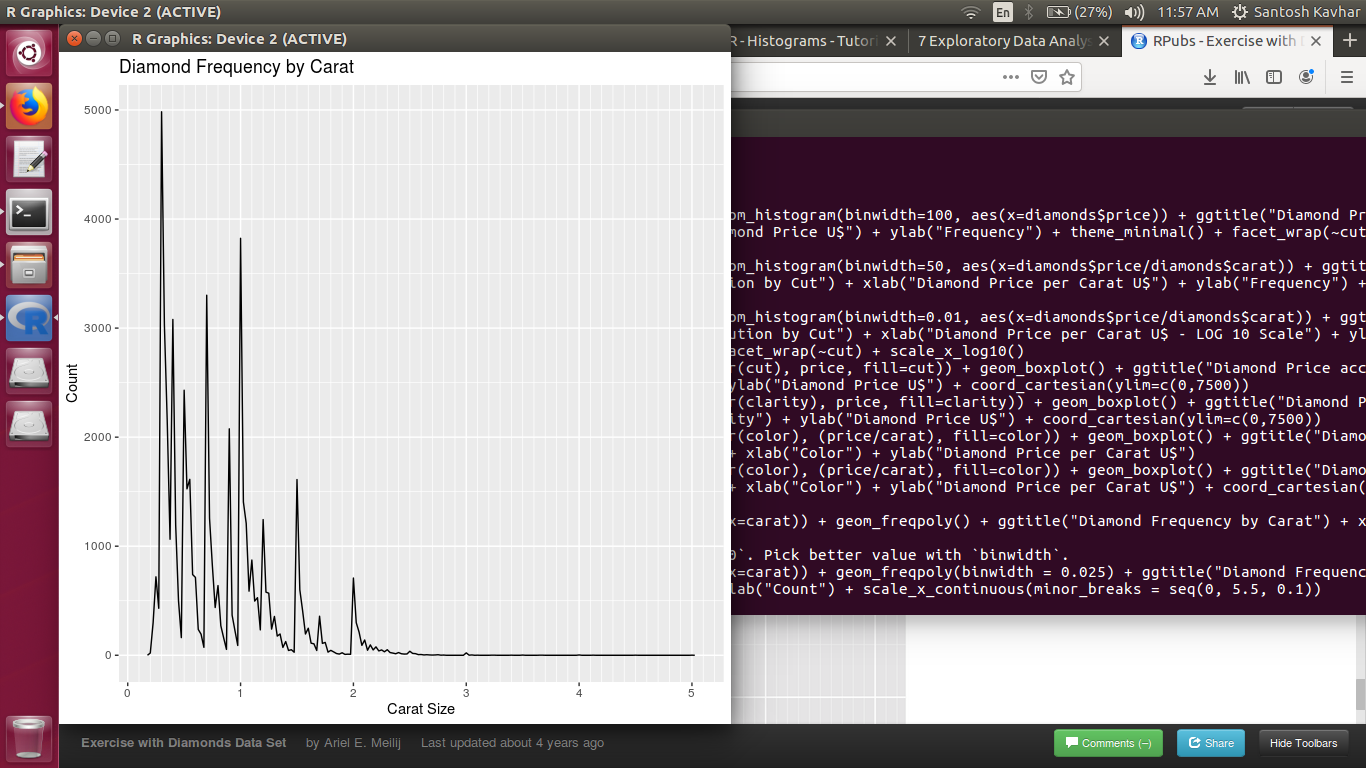 R Graphics: Device 2 (ACTIVE)
En
(27%)
11:57 AM
Santosh Kavhar
R Graphics: Device 2 (ACTIVE)
R - Histograms - Tutori
7 Exploratory Data Analys
RPubs - Exercise with
Diamond Frequency by Carat
5000
4000
3000
2000
1000
0
Count
0 1 2 3 4 5
Carat Size
om_histogram(binwidth=100, aes(x=diamonds$price)) + ggtitle("Diamond Pr
mond Price U$") + ylab("Frequency") + theme_minimal() + facet_wrap(~cut
om_histogram(binwidth=50, aes(x=diamonds$price/diamonds$carat)) + ggtit
ion by Cut") + xlab("Diamond Price per Carat U$") + ylab("Frequency") +
om_histogram(binwidth=0.01, aes(x=diamonds$price/diamonds$carat)) + ggt
ution by Cut") + xlab("Diamond Price per Carat U$ - LOG 10 Scale") + yl
acet_wrap(~cut) + scale_x_log10()
r(cut), price, fill=cut)) + geom_boxplot() + ggtitle("Diamond Price acc
ylab("Diamond Price U$") + coord_cartesian(ylim=c(0,7500))
r(clarity), price, fill=clarity)) + geom_boxplot() + ggtitle("Diamond P
ity") + ylab("Diamond Price U$") + coord_cartesian(ylim=c(0,7500))
r(color), (price/carat), fill=color)) + geom_boxplot() + ggtitle("Diamo
+ xlab("Color") + ylab("Diamond Price per Carat U$")
r(color), (price/carat), fill=color)) + geom_boxplot() + ggtitle("Diamo
+ xlab("Color") + ylab("Diamond Price per Carat U$") + coord_cartesian(
x=carat)) + geom_freqpoly() + ggtitle("Diamond Frequency by Carat") + x
0`. Pick better value with `binwidth`.
x=carat)) + geom_freqpoly(binwidth = 0.025) + ggtitle("Diamond Frequenc
lab("Count") + scale_x_continuous(minor_breaks = seq(0, 5.5, 0.1))
Exercise with Diamonds Data Set
by Ariel E. Meilij
Last updated about 4 years ago
Comments (–)
Share
Hide Toolbars